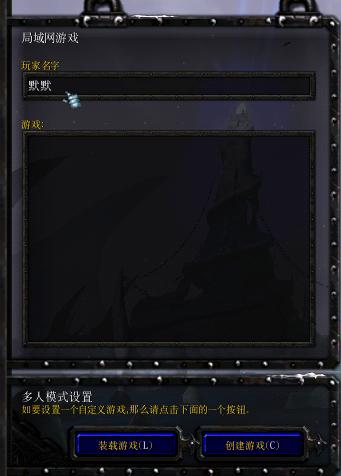 局域网游戏
玩家名字
默默
游戏:
多人模式设置
如要设置一个自定义游戏,那么请点击下面的一个按钮.
装载游戏(L)
创建游戏(C)